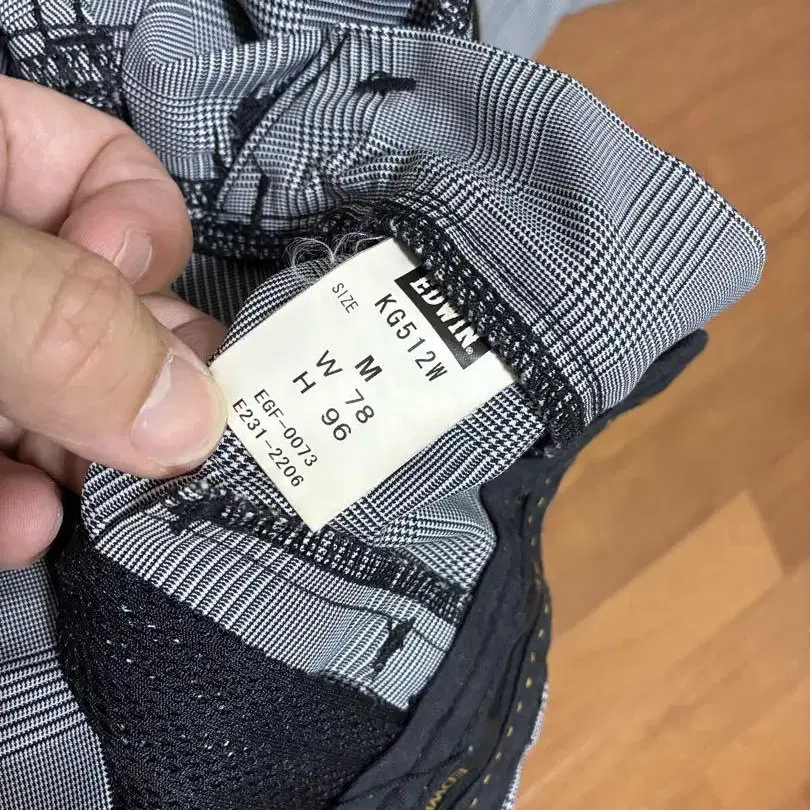 EDWIN®
SIZE
KG512W
M
W 78
H 96
EGF-0073
E231-2206